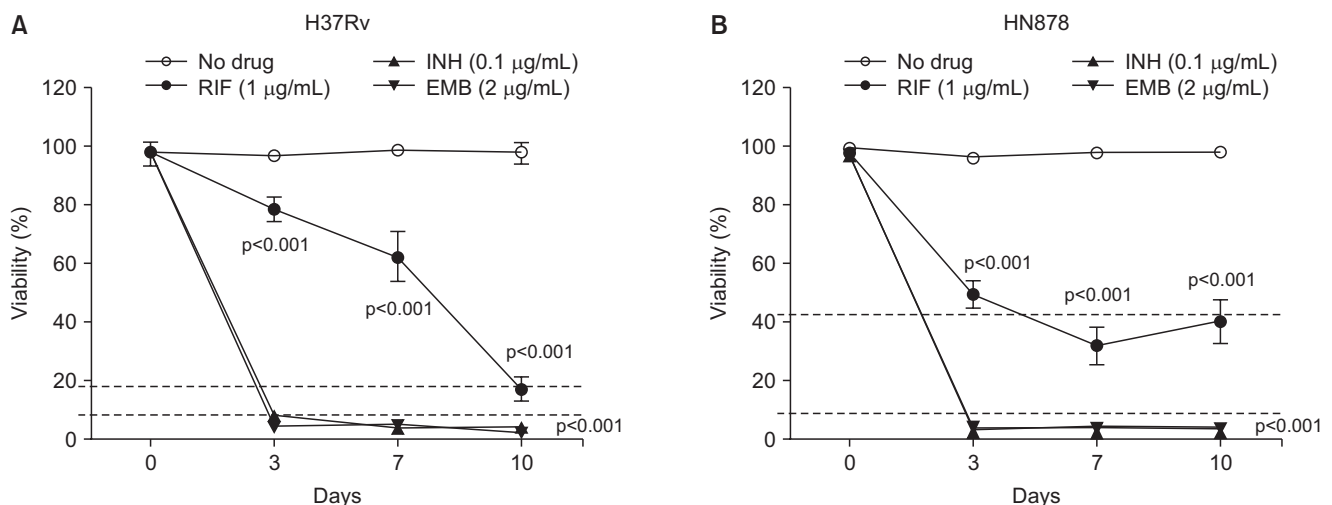 A
H37Rv
No drug
INH (0.1 μg/mL)
RIF (1 μg/mL)
EMB (2 μg/mL)
120
100
80
60
40
20
0
Viability (%)
p<0.001
p<0.001
p<0.001
p<0.001
0 3 7 10
Days
B
HN878
No drug
INH (0.1 μg/mL)
RIF (1 μg/mL)
EMB (2 μg/mL)
120
100
80
60
40
20
0
Viability (%)
p<0.001
p<0.001
p<0.001
p<0.001
0 3 7 10
Days